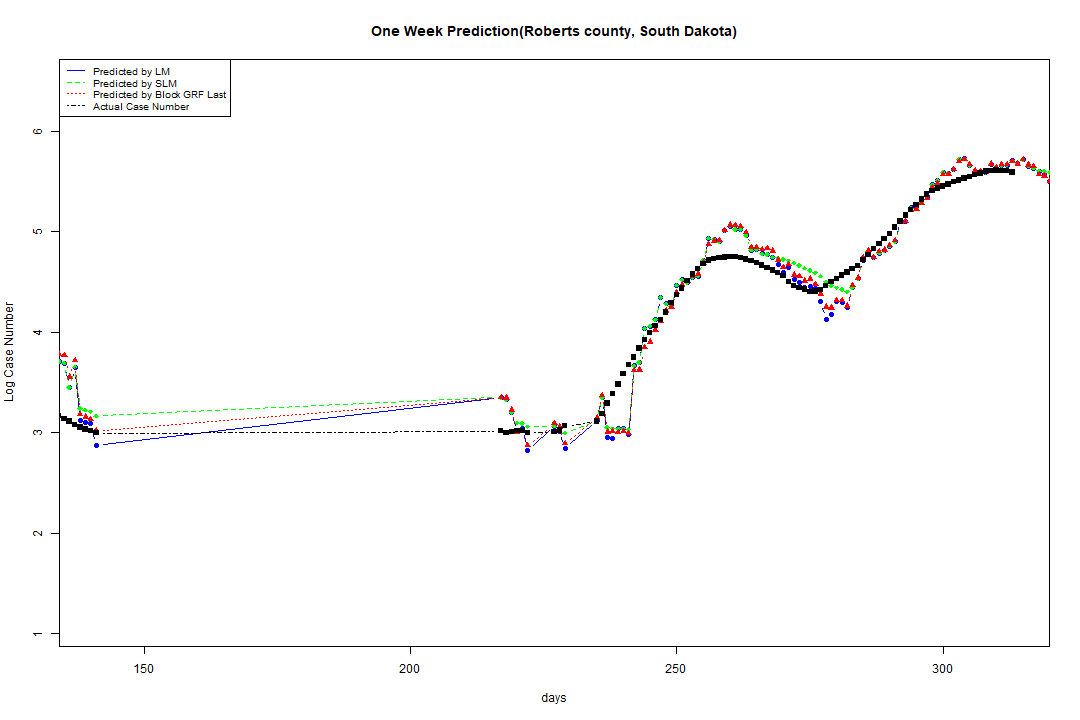 One Week Prediction(Roberts county, South Dakota)
Predicted by LM
Predicted by SLM
Predicted by Block GRF Last
Actual Case Number
6
5
4
3
2
1
Log Case Number
150 200 250 300
days